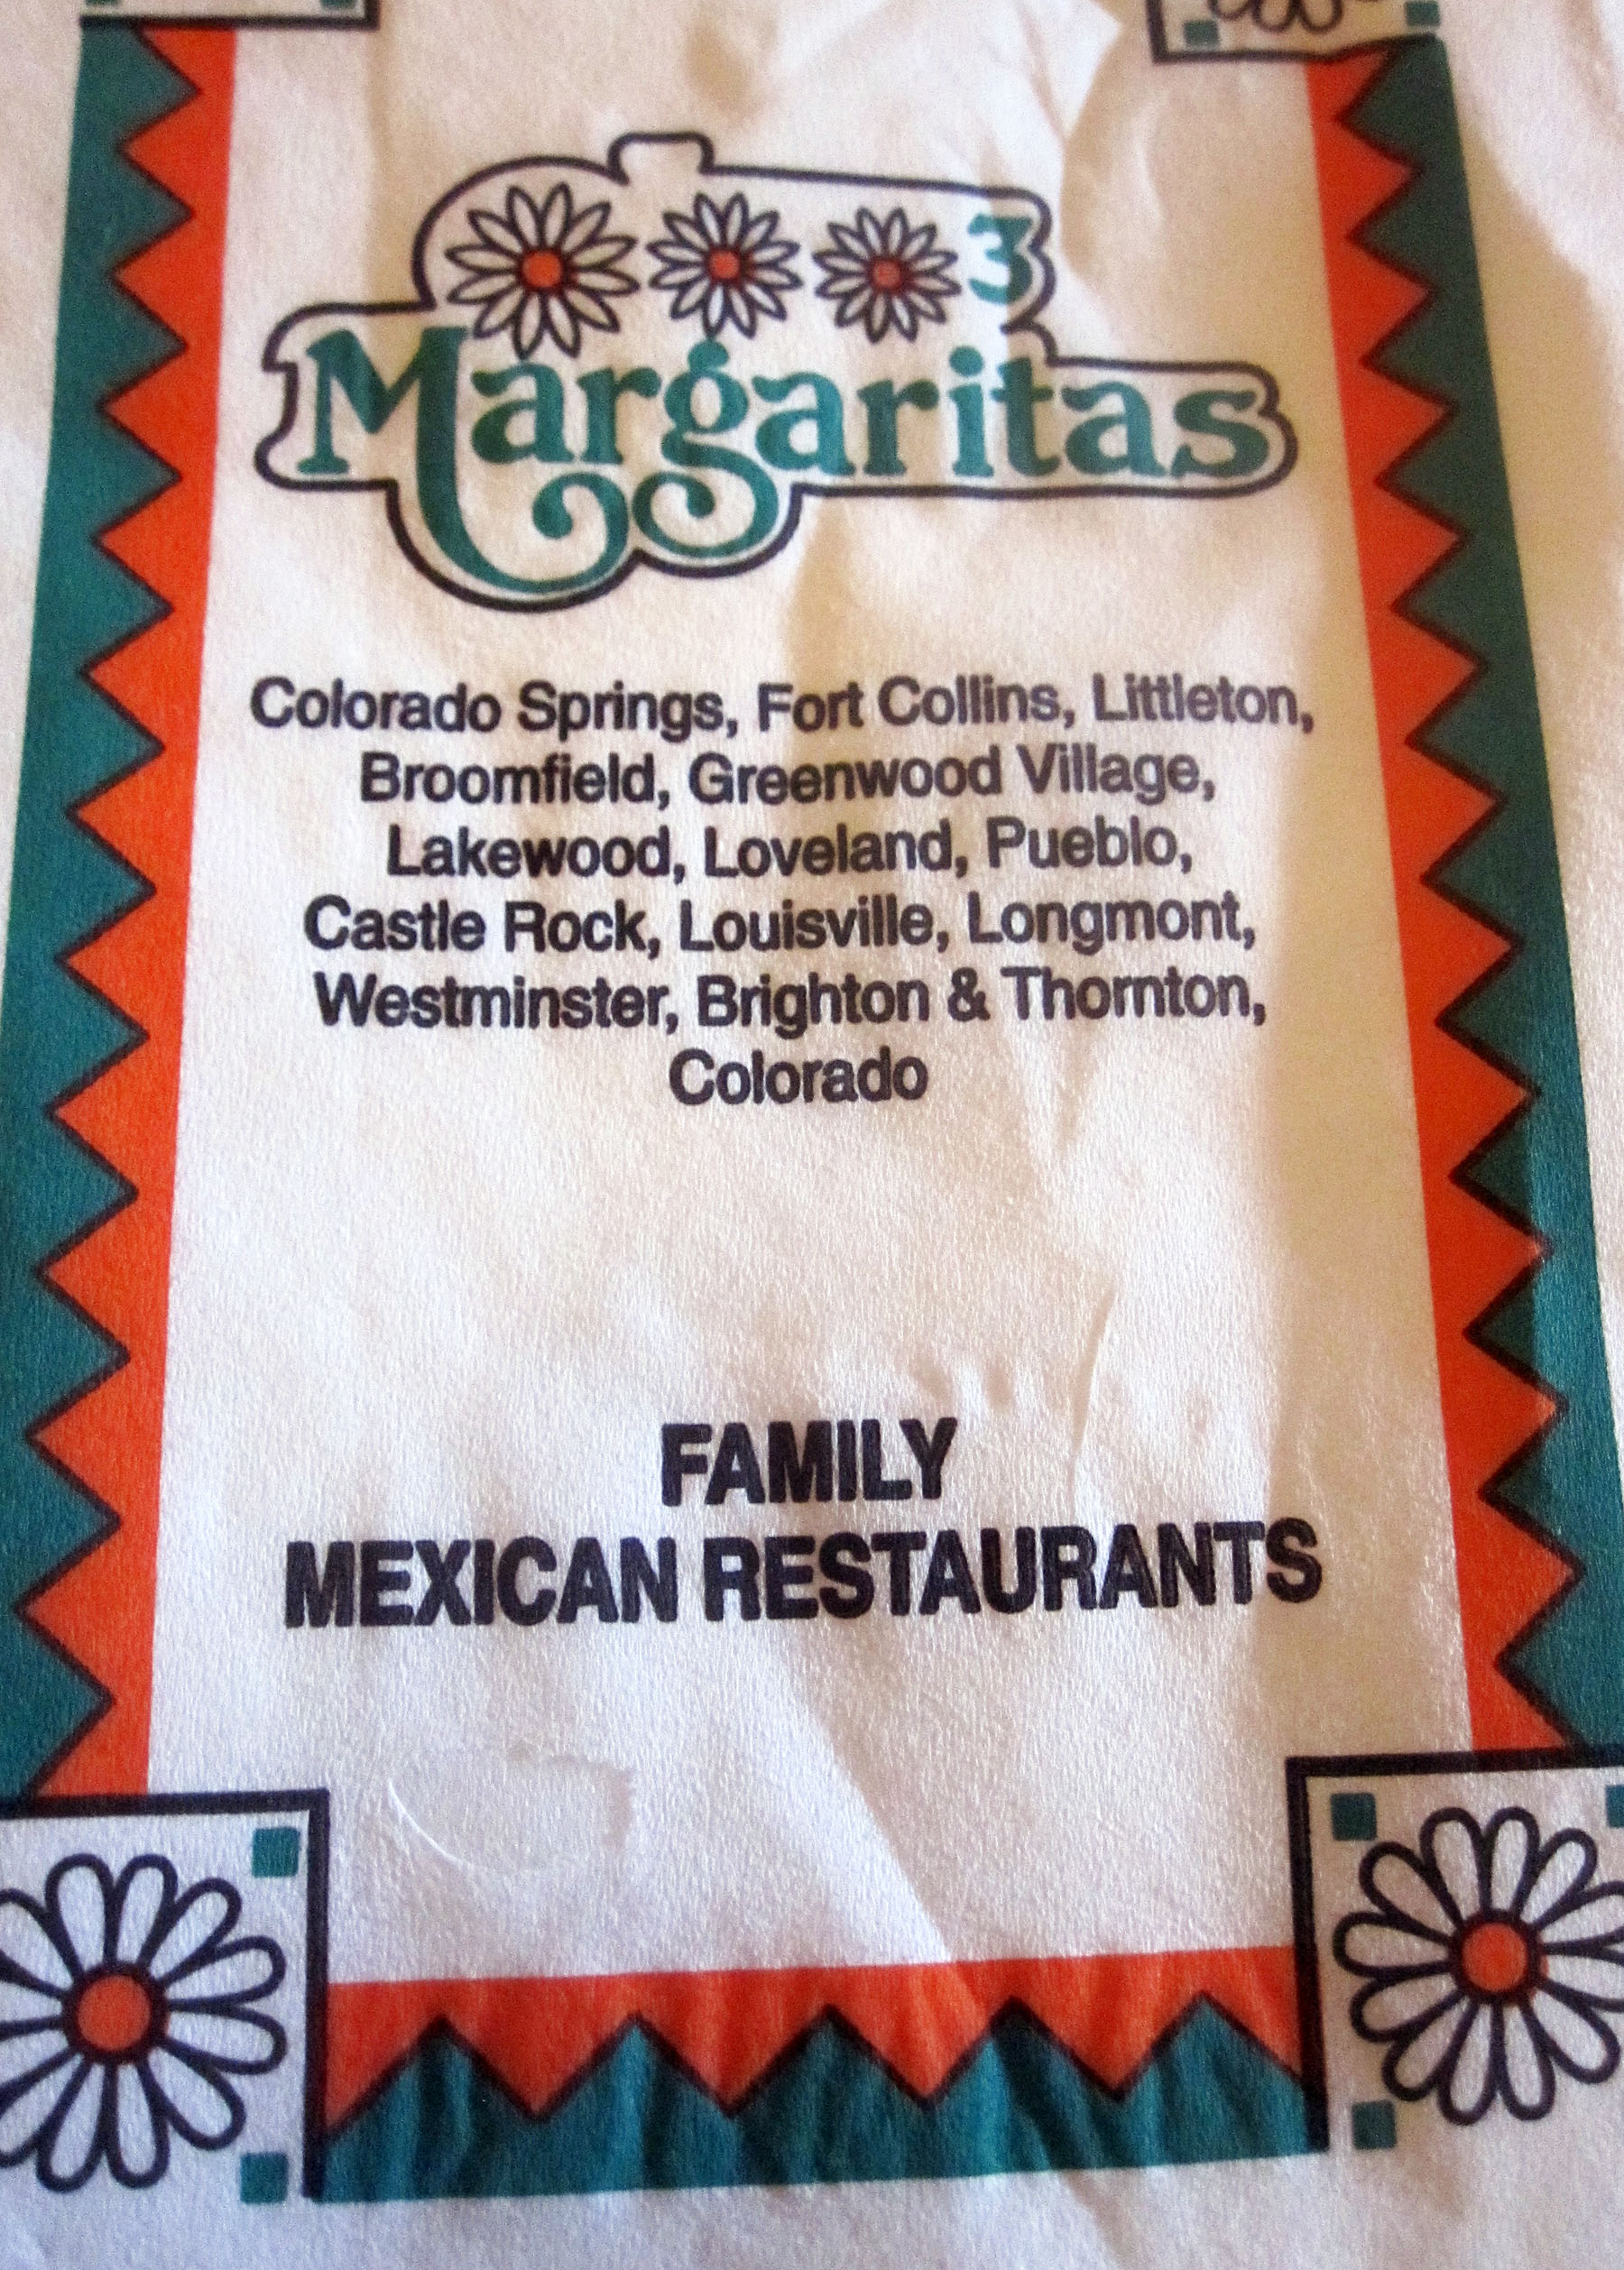 3
Margaritas
Colorado Springs, Fort Collins, Littleton,
Broomfield, Greenwood Village,
Lakewood, Loveland, Pueblo,
Castle Rock, Louisville, Longmont,
Westminster, Brighton & Thornton,
Colorado
FAMILY
MEXICAN RESTAURANTS